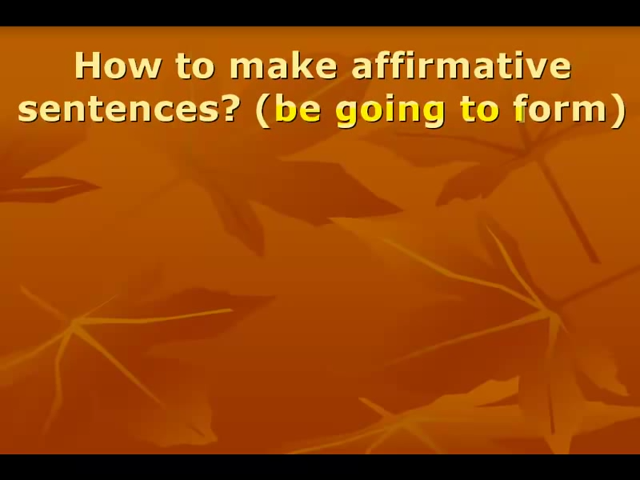 How to make affirmative
sentences? (be going to form)